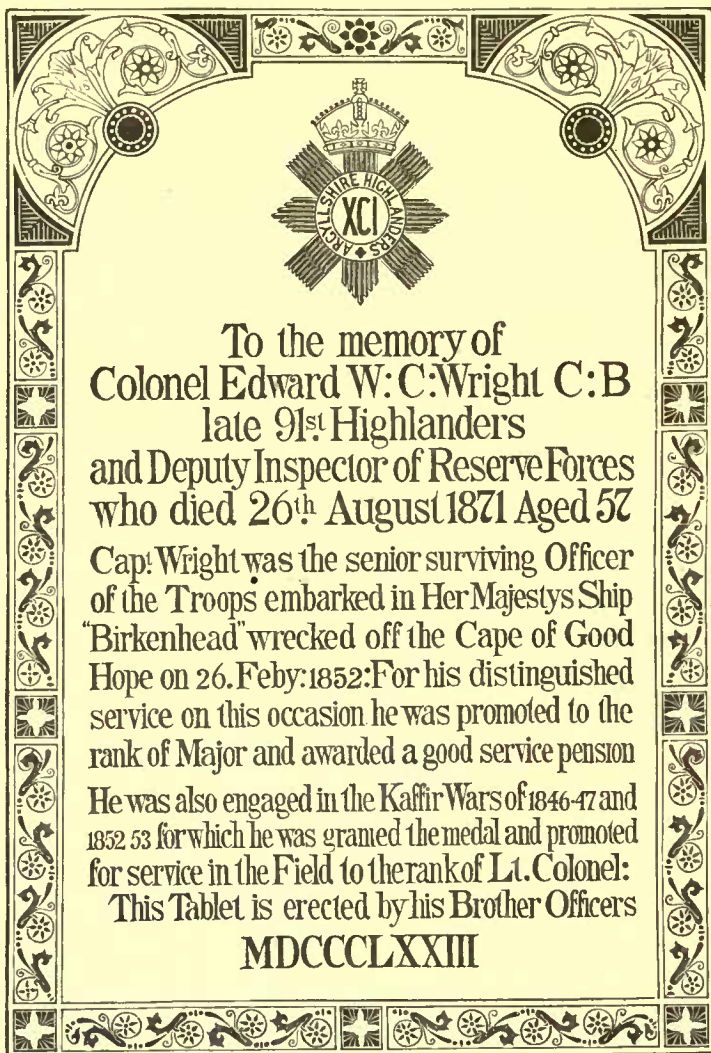 ARGYLLSHIRE HIGHLANDERS
XCI
To the memory of
Colonel Edward W: C: Wright C: B
late 91st Highlanders
and Deputy Inspector of Reserve Forces
who died 26th August 1871 Aged 57
Capt Wright was the senior surviving Officer
of the Troops embarked in Her Majestys Ship
"Birkenhead" wrecked off the Cape of Good
Hope on 26. Feby: 1852: For his distinguished
service on this occasion he was promoted to the
rank of Major and awarded a good service pension
He was also engaged in the Kaffir Wars of 1846-47 and
1852 53 for which he was granted the medal and promoted
for service in the Field to the rank of Lt. Colonel:
This Tablet is erected by his Brother Officers
MDCCCLXXIII